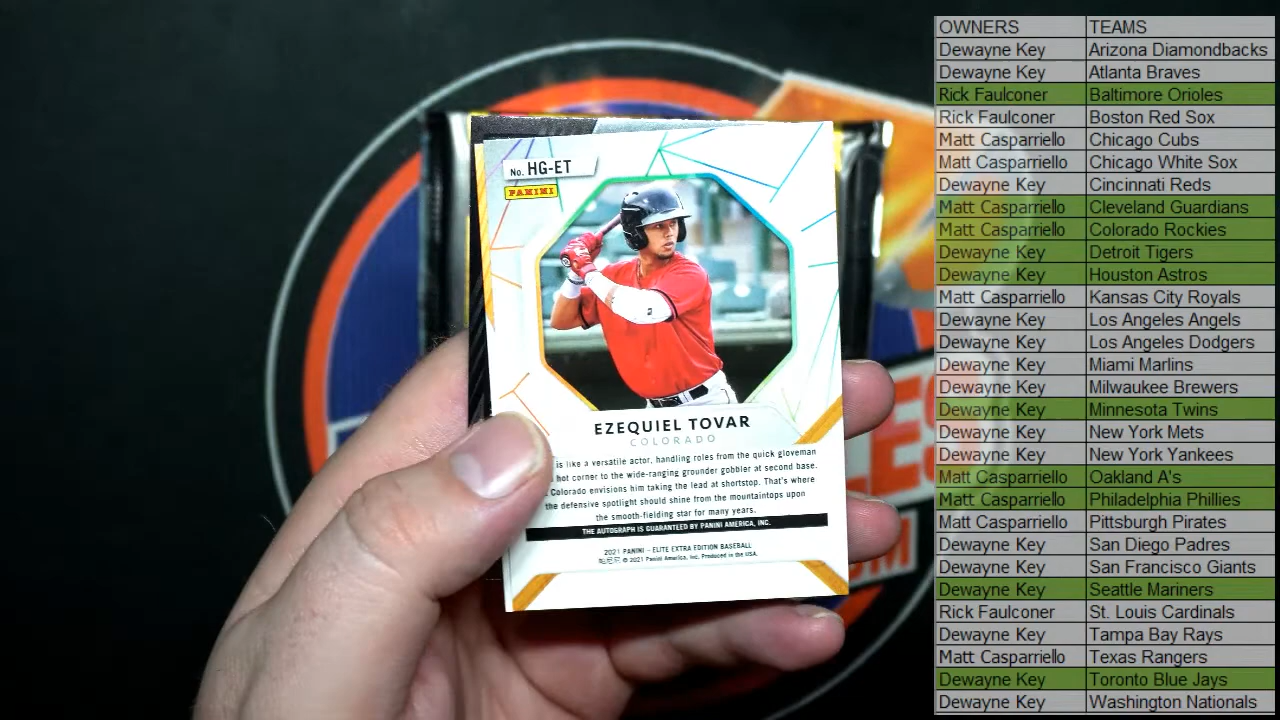 No. HG-ET
PANINI
EZEQUIEL TOVAR
COLORADO
is like a versatile actor, handling roles from the quick gloveman
hot corner to the wide-ranging grounder gobbler at second base.
Colorado envisions him taking the lead at shortstop. That's where
the defensive spotlight should shine from the mountaintops upon
the smooth-fielding star for many years.
THE AUTOGRAPH IS GUARANTEED BY PANINI AMERICA, INC.
2021 PANINI – ELITE EXTRA EDITION BASEBALL
© 2021 Panini America, Inc. Produced in the USA.
OWNERS TEAMS
Dewayne Key Arizona Diamondbacks
Dewayne Key Atlanta Braves
Rick Faulconer Baltimore Orioles
Rick Faulconer Boston Red Sox
Matt Casparriello Chicago Cubs
Matt Casparriello Chicago White Sox
Dewayne Key Cincinnati Reds
Matt Casparriello Cleveland Guardians
Matt Casparriello Colorado Rockies
Dewayne Key Detroit Tigers
Dewayne Key Houston Astros
Matt Casparriello Kansas City Royals
Dewayne Key Los Angeles Angels
Dewayne Key Los Angeles Dodgers
Dewayne Key Miami Marlins
Dewayne Key Milwaukee Brewers
Dewayne Key Minnesota Twins
Dewayne Key New York Mets
Dewayne Key New York Yankees
Matt Casparriello Oakland A's
Matt Casparriello Philadelphia Phillies
Matt Casparriello Pittsburgh Pirates
Dewayne Key San Diego Padres
Dewayne Key San Francisco Giants
Dewayne Key Seattle Mariners
Rick Faulconer St. Louis Cardinals
Dewayne Key Tampa Bay Rays
Matt Casparriello Texas Rangers
Dewayne Key Toronto Blue Jays
Dewayne Key Washington Nationals